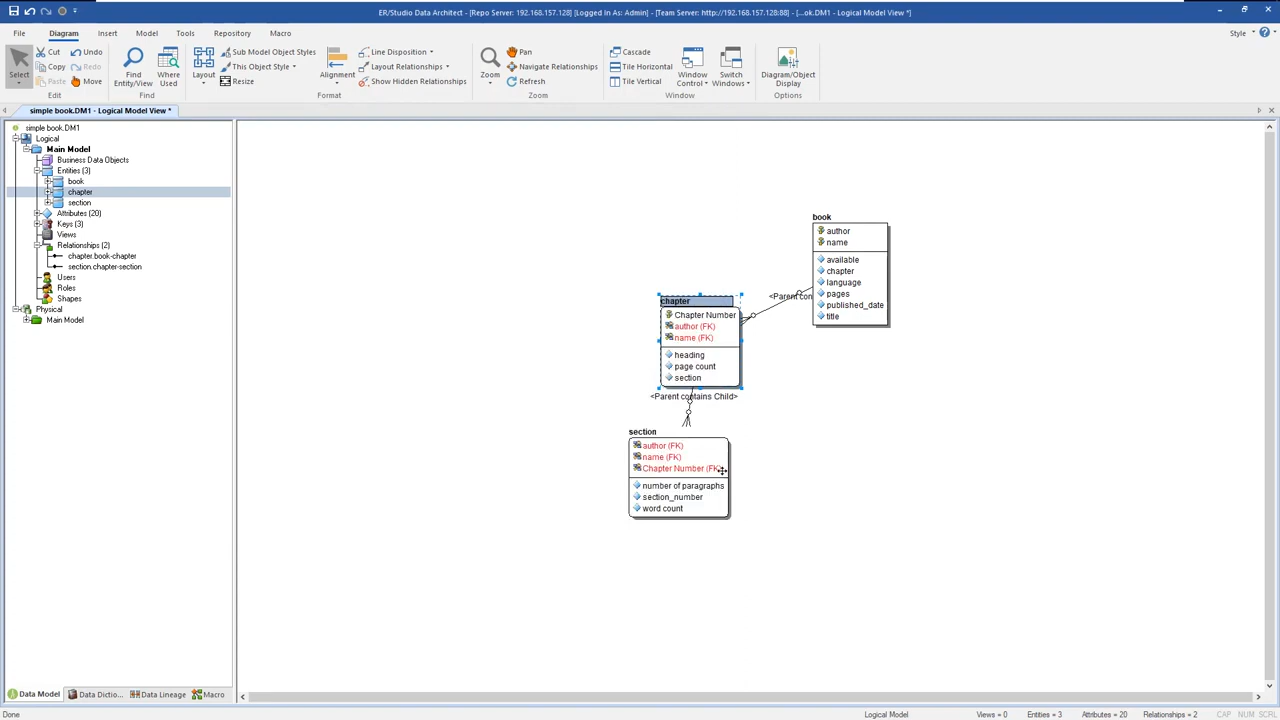 ER/Studio Data Architect - [Repo Server: 192.168.157.128] [Logged in As: Admin] - [Team Server: http://192.168.157.128:88] - [...ok.DM1 - Logical Model View *]
File Diagram Insert Model Tools Repository Macro Style
Select
Cut
Copy
Paste
Undo
Redo
Move
Edit
Find Entity/View
Where Used
Find
Layout
Sub Model Object Styles
This Object Style
Resize
Alignment
Line Disposition
Layout Relationships
Show Hidden Relationships
Format
Zoom
Pan
Navigate Relationships
Refresh
Zoom
Cascade
Tile Horizontal
Tile Vertical
Window Control
Switch Windows
Window
Diagram/Object Display
Options
simple book.DM1 - Logical Model View *
simple book.DM1
Logical
Main Model
Business Data Objects
Entities (3)
book
chapter
section
Attributes (20)
Keys (3)
Views
Relationships (2)
chapter.book-chapter
section.chapter-section
Users
Roles
Shapes
Physical
Main Model
book
author
name
available
chapter
language
pages
published_date
title
<Parent con
chapter
Chapter Number
author (FK)
name (FK)
heading
page count
section
<Parent contains Child>
section
author (FK)
name (FK)
Chapter Number (FK)
number of paragraphs
section_number
word count
Data Model Data Dictio... Data Lineage Macro
Done Logical Model Views = 0 Entities = 3 Attributes = 20 Relationships = 2 CAP NUM SCRL